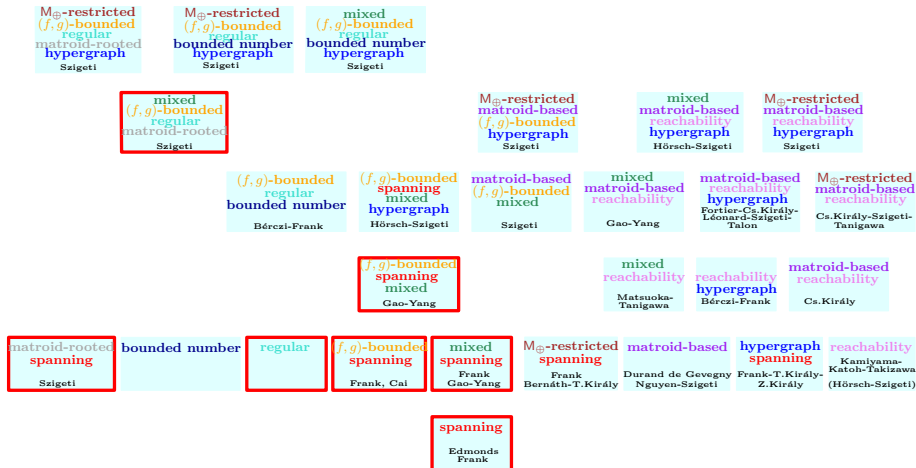 M⊕-restricted
(f, g)-bounded
regular
matroid-rooted
hypergraph
Szigeti
M⊕-restricted
(f, g)-bounded
regular
bounded number
hypergraph
Szigeti
mixed
(f, g)-bounded
regular
bounded number
hypergraph
Szigeti
mixed
(f, g)-bounded
regular
matroid-rooted
Szigeti
M⊕-restricted
matroid-based
(f, g)-bounded
hypergraph
Szigeti
mixed
matroid-based
reachability
hypergraph
Hörsch-Szigeti
M⊕-restricted
matroid-based
reachability
hypergraph
Szigeti
(f, g)-bounded
regular
bounded number
Bérczi-Frank
(f, g)-bounded
spanning
mixed
hypergraph
Hörsch-Szigeti
matroid-based
(f, g)-bounded
mixed
Szigeti
mixed
matroid-based
reachability
Gao-Yang
matroid-based
reachability
hypergraph
Fortier-Cs.Király-
Léonard-Szigeti-
Talon
M⊕-restricted
matroid-based
reachability
Cs.Király-Szigeti-
Tanigawa
(f, g)-bounded
spanning
mixed
Gao-Yang
mixed
reachability
Matsuoka-
Tanigawa
reachability
hypergraph
Bérczi-Frank
matroid-based
reachability
Cs.Király
matroid-rooted
spanning
Szigeti
bounded number
regular
(f, g)-bounded
spanning
Frank, Cai
mixed
spanning
Frank
Gao-Yang
M⊕-restricted
spanning
Frank
Bernáth-T.Király
matroid-based
Durand de Gevegny
Nguyen-Szigeti
hypergraph
spanning
Frank-T.Király-
Z.Király
reachability
Kamiyama-
Katoh-Takizawa
(Hörsch-Szigeti)
spanning
Edmonds
Frank